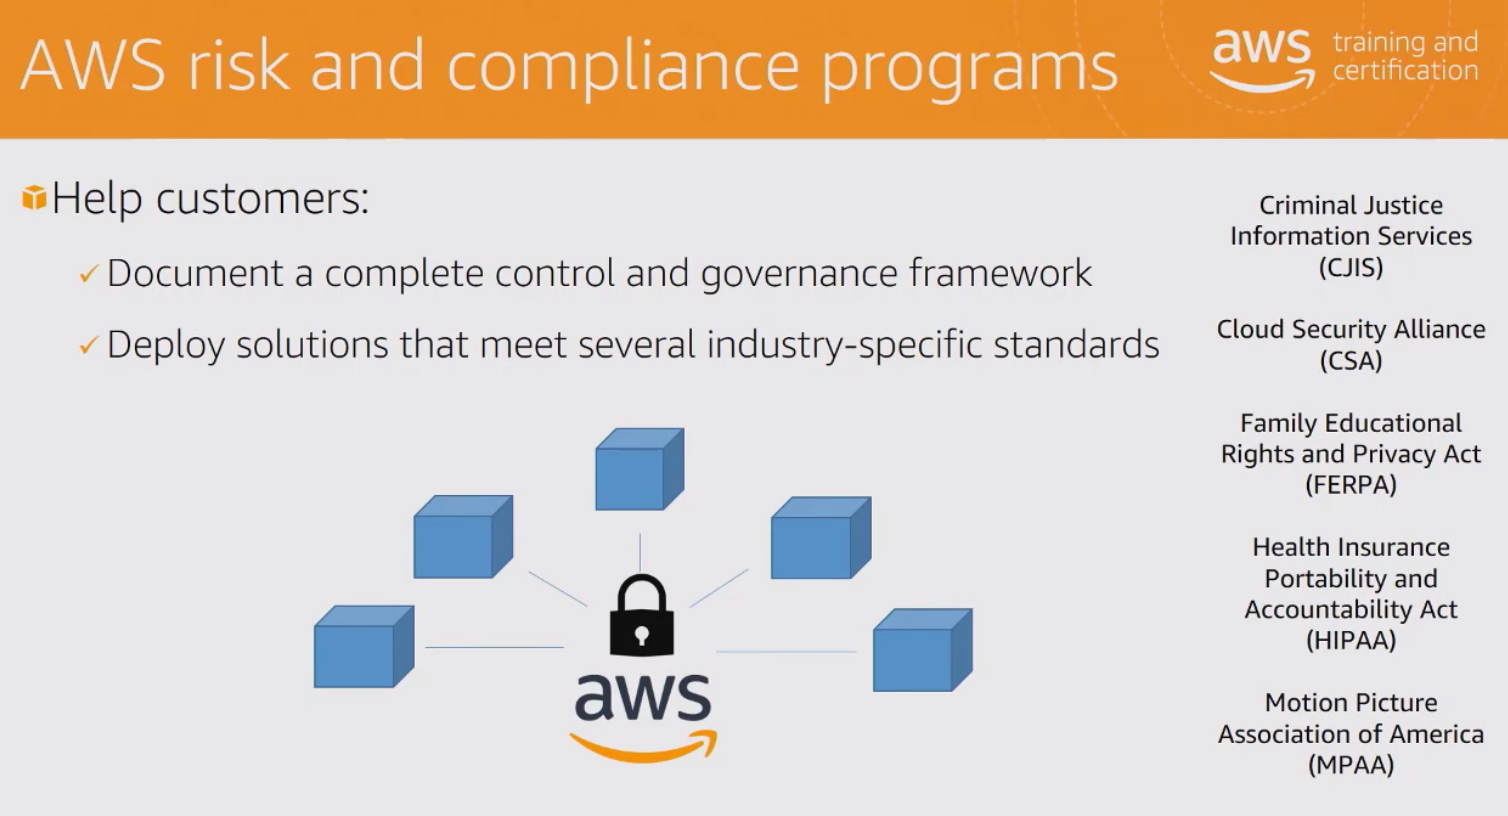 AWS risk and compliance programs
aws training and
certification
Help customers:
Document a complete control and governance framework
Deploy solutions that meet several industry-specific standards
aws
Criminal Justice
Information Services
(CJIS)
Cloud Security Alliance
(CSA)
Family Educational
Rights and Privacy Act
(FERPA)
Health Insurance
Portability and
Accountability Act
(HIPAA)
Motion Picture
Association of America
(MPAA)